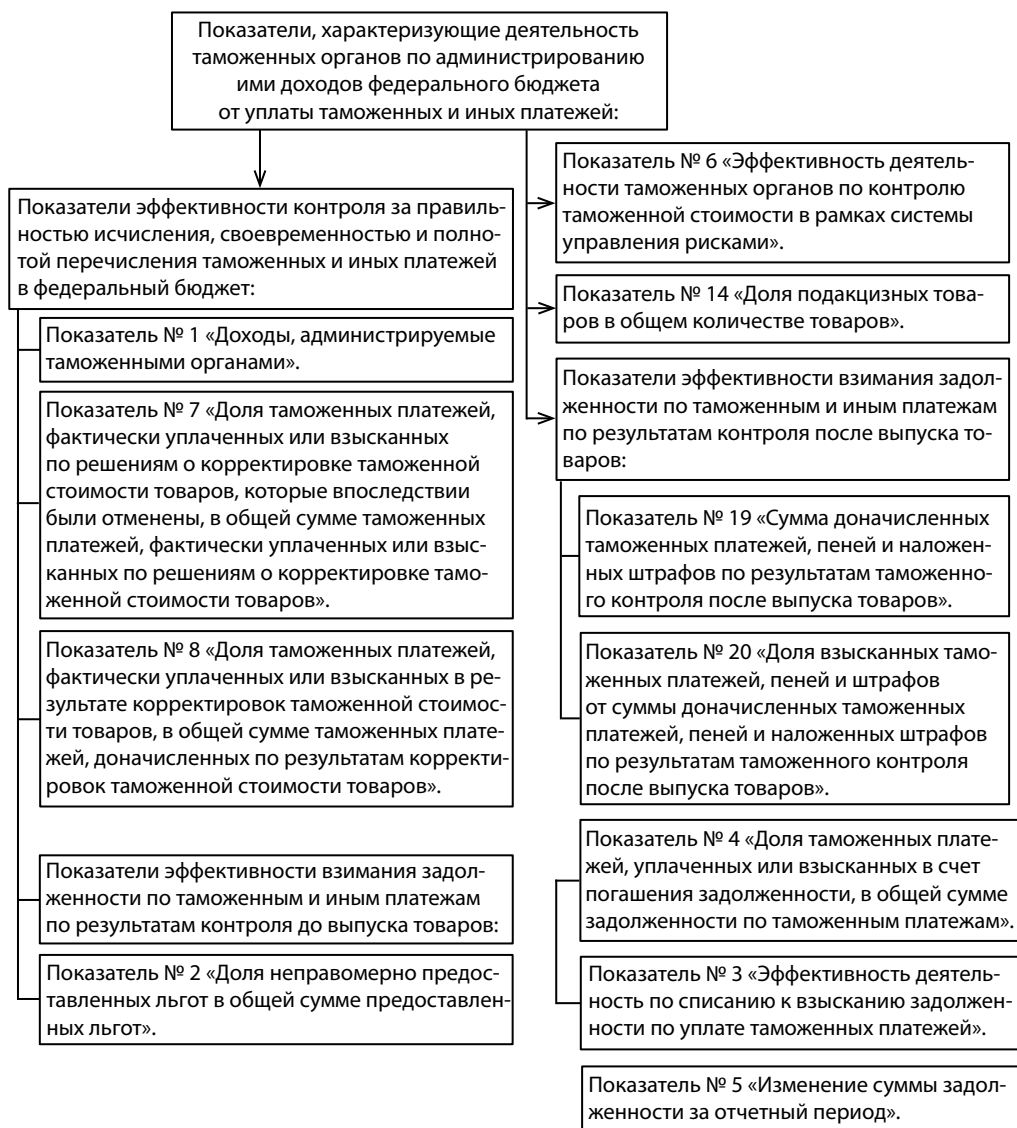 Показатели, характеризующие деятельность
таможенных органов по администрированию
ими доходов федерального бюджета
от уплаты таможенных и иных платежей:
Показатели эффективности контроля за правиль-
ностью исчисления, своевременностью и полно-
той перечисления таможенных и иных платежей
в федеральный бюджет:
Показатель № 1 «Доходы, администрируемые
таможенными органами».
Показатель № 7 «Доля таможенных платежей,
фактически уплаченных или взысканных
по решениям о корректировке таможенной
стоимости товаров, которые впоследствии
были отменены, в общей сумме таможенных
платежей, фактически уплаченных или взыс-
канных по решениям о корректировке тамо-
женной стоимости товаров».
Показатель № 8 «Доля таможенных платежей,
фактически уплаченных или взысканных в ре-
зультате корректировок таможенной стоимос-
ти товаров, в общей сумме таможенных плате-
жей, доначисленных по результатам корректи-
ровок таможенной стоимости товаров».
Показатели эффективности взимания задол-
женности по таможенным и иным платежам
по результатам контроля до выпуска товаров:
Показатель № 2 «Доля неправомерно предос-
тавленных льгот в общей сумме предоставлен-
ных льгот».
Показатель № 6 «Эффективность деятель-
ности таможенных органов по контролю
таможенной стоимости в рамках системы
управления рисками».
Показатель № 14 «Доля подакцизных това-
ров в общем количестве товаров».
Показатели эффективности взимания задол-
женности по таможенным и иным платежам
по результатам контроля после выпуска то-
варов:
Показатель № 19 «Сумма доначисленных
таможенных платежей, пеней и наложен-
ных штрафов по результатам таможенно-
го контроля после выпуска товаров».
Показатель № 20 «Доля взысканных тамо-
женных платежей, пеней и штрафов
от суммы доначисленных таможенных
платежей, пеней и наложенных штрафов
по результатам таможенного контроля
после выпуска товаров».
Показатель № 4 «Доля таможенных плате-
жей, уплаченных или взысканных в счет
погашения задолженности, в общей сумме
задолженности по таможенным платежам».
Показатель № 3 «Эффективность деятель-
ность по списанию к взысканию задолжен-
ности по уплате таможенных платежей».
Показатель № 5 «Изменение суммы задол-
женности за отчетный период».